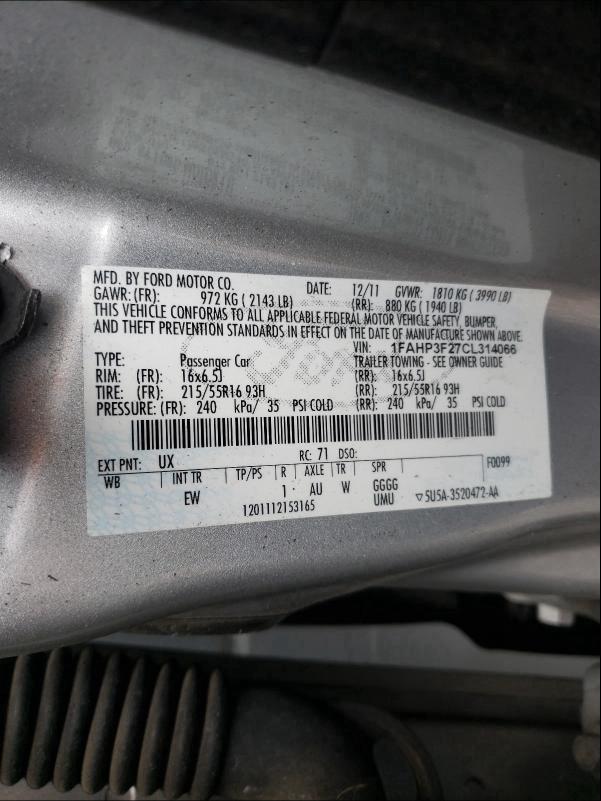 MFD. BY FORD MOTOR CO. DATE: 12/11 GVWR: 1810 KG ( 3990 LB)
GAWR: (FR): 972 KG ( 2143 LB) (RR): 880 KG ( 1940 LB)
THIS VEHICLE CONFORMS TO ALL APPLICABLE FEDERAL MOTOR VEHICLE SAFETY, BUMPER,
AND THEFT PREVENTION STANDARDS IN EFFECT ON THE DATE OF MANUFACTURE SHOWN ABOVE.
VIN: 1FAHP3F27CL314066
TYPE: Passenger Car TRAILER TOWING - SEE OWNER GUIDE
RIM: (FR): 16x6.5J (RR): 16x6.5J
TIRE: (FR): 215/55R16 93H (RR): 215/55R16 93H
PRESSURE: (FR): 240 kPa/ 35 PSI COLD (RR): 240 kPa/ 35 PSI COLD
EXT PNT: UX RC: 71 DSO: F0099
WB INT TR TP/PS R AXLE TR SPR
EW 1 AU W GGGG
1201112153165 UMU ▽5U5A-3520472-AA